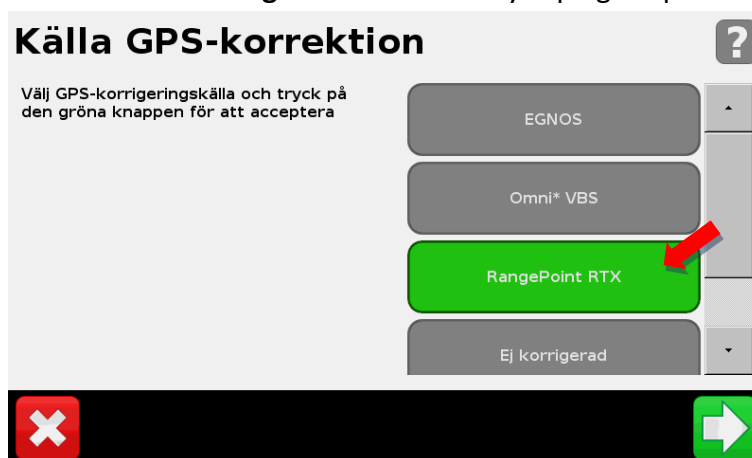 Källa GPS-korrektion
?
Välj GPS-korrigeringskälla och tryck på
den gröna knappen för att acceptera
EGNOS
Omni* VBS
RangePoint RTX
Ej korrigerad